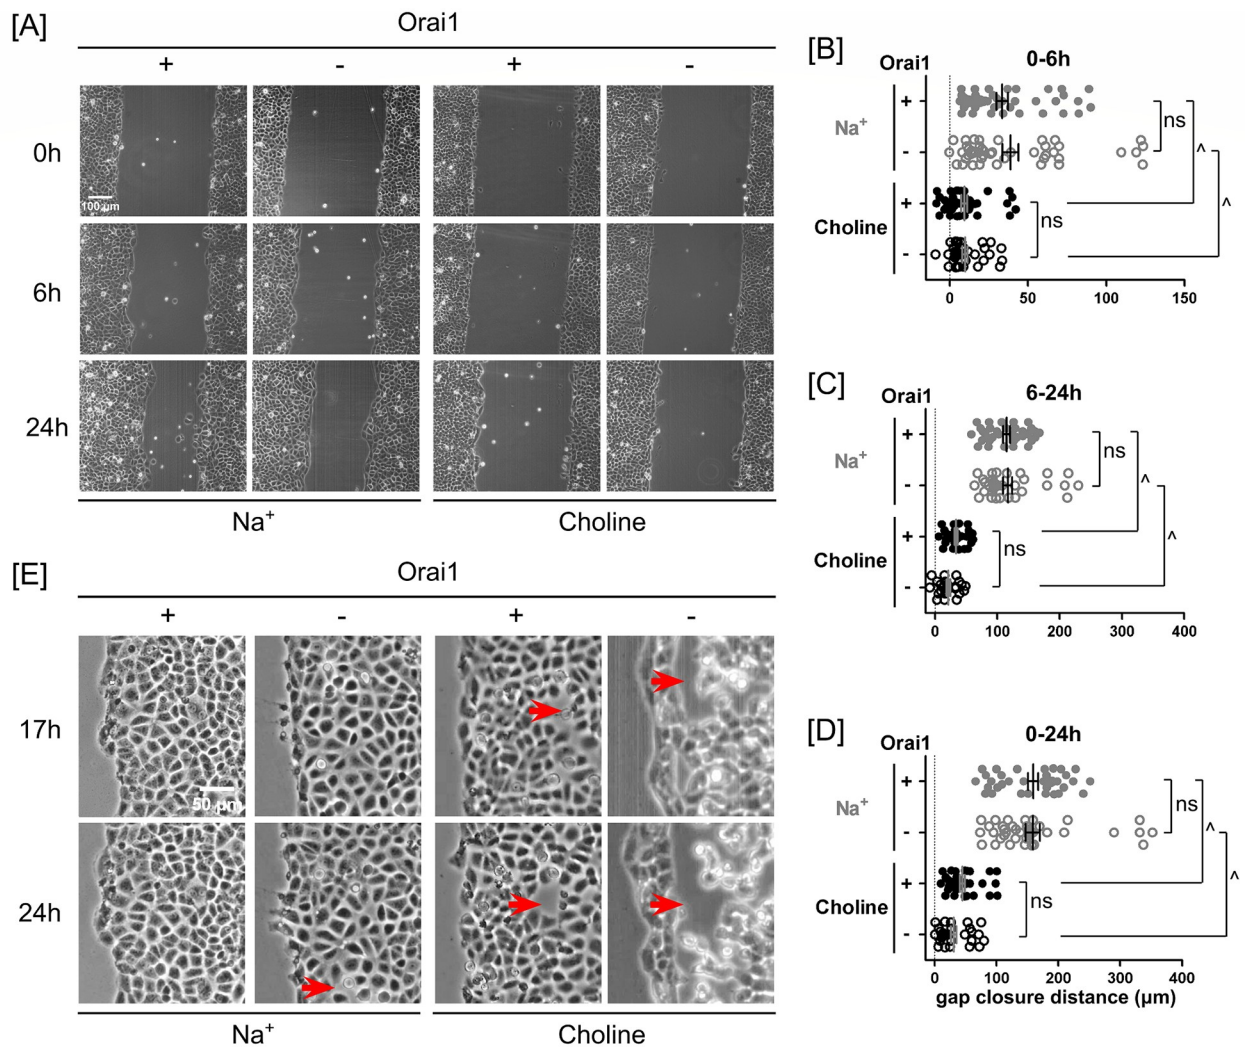 [A]
Orai1
+ - + -
0h
100 µm
6h
24h
Na+
Choline
[E]
Orai1
+ - + -
17h
50 µm
24h
Na+
Choline
[B]
0-6h
Orai1
Na+
+
-
Choline
+
-
ns
ns
^
^
0 50 100 150
[C]
6-24h
Orai1
Na+
+
-
Choline
+
-
ns
ns
^
^
0 100 200 300 400
[D]
0-24h
Orai1
Na+
+
-
Choline
+
-
ns
ns
^
^
0 100 200 300 400
gap closure distance (µm)